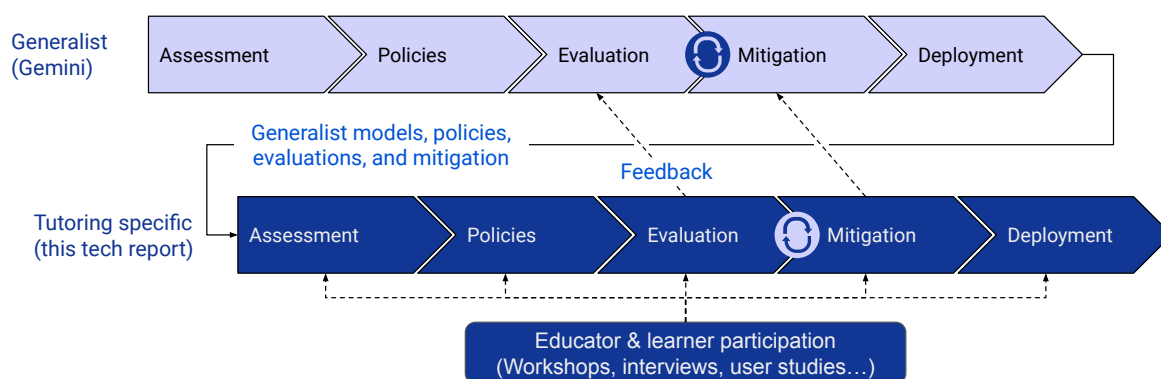 Generalist
(Gemini)
Assessment
Policies
Evaluation
Mitigation
Deployment
Generalist models, policies,
evaluations, and mitigation
Feedback
Tutoring specific
(this tech report)
Assessment
Policies
Evaluation
Mitigation
Deployment
Educator & learner participation
(Workshops, interviews, user studies…)